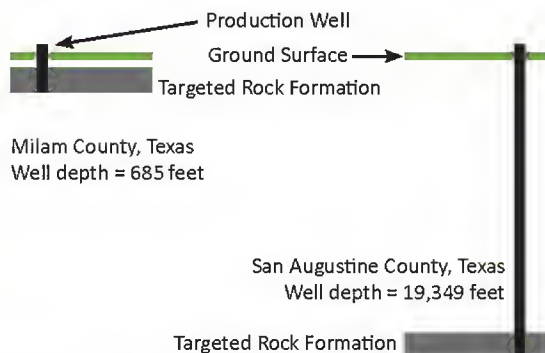 Production Well
Ground Surface
Targeted Rock Formation
Milam County, Texas
Well depth = 685 feet
San Augustine County, Texas
Well depth = 19,349 feet
Targeted Rock Formation